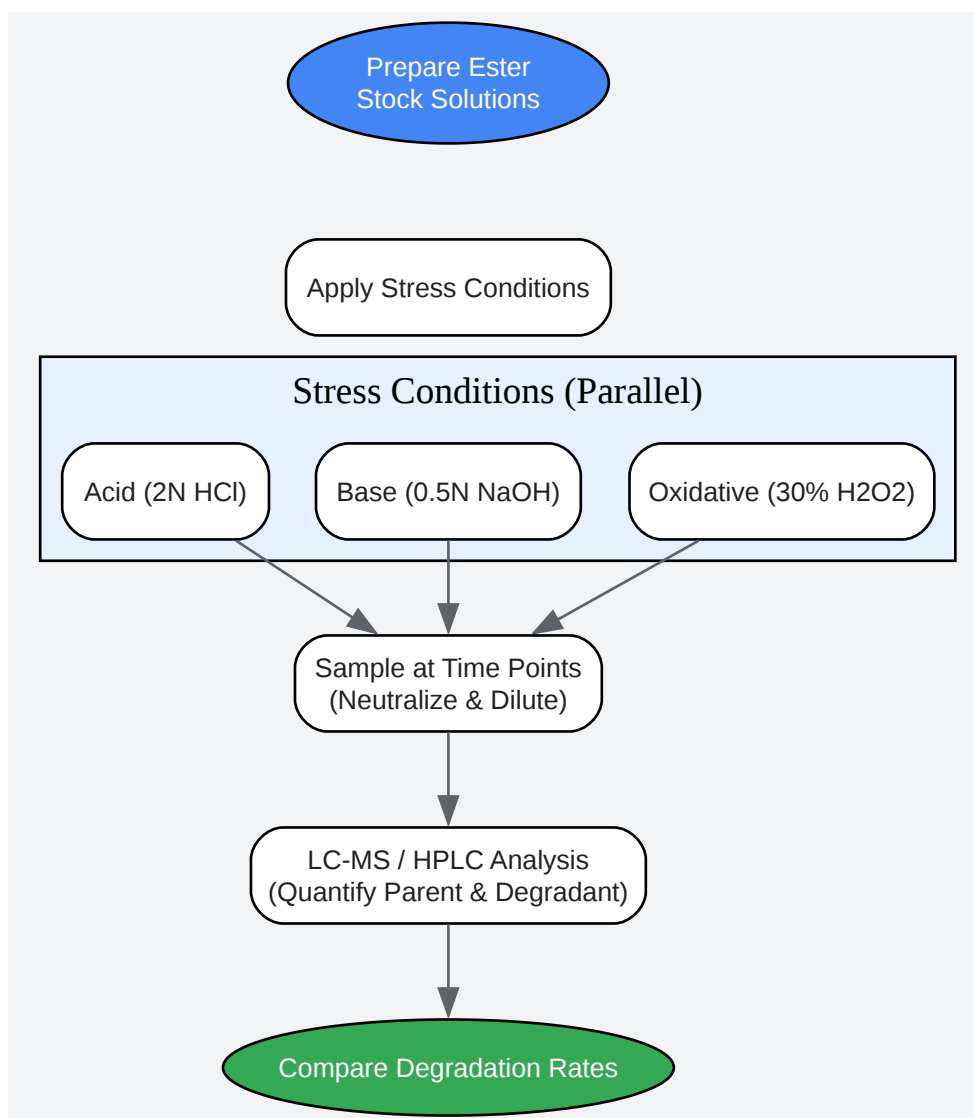 Prepare Ester
Stock Solutions
Apply Stress Conditions
Stress Conditions (Parallel)
Acid (2N HCl)
Base (0.5N NaOH)
Oxidative (30% H2O2)
Sample at Time Points
(Neutralize & Dilute)
LC-MS / HPLC Analysis
(Quantify Parent & Degradant)
Compare Degradation Rates